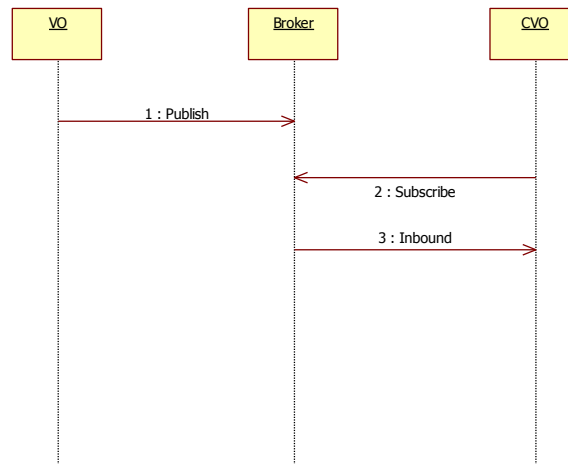 VO
Broker
CVO
1 : Publish
2 : Subscribe
3 : Inbound